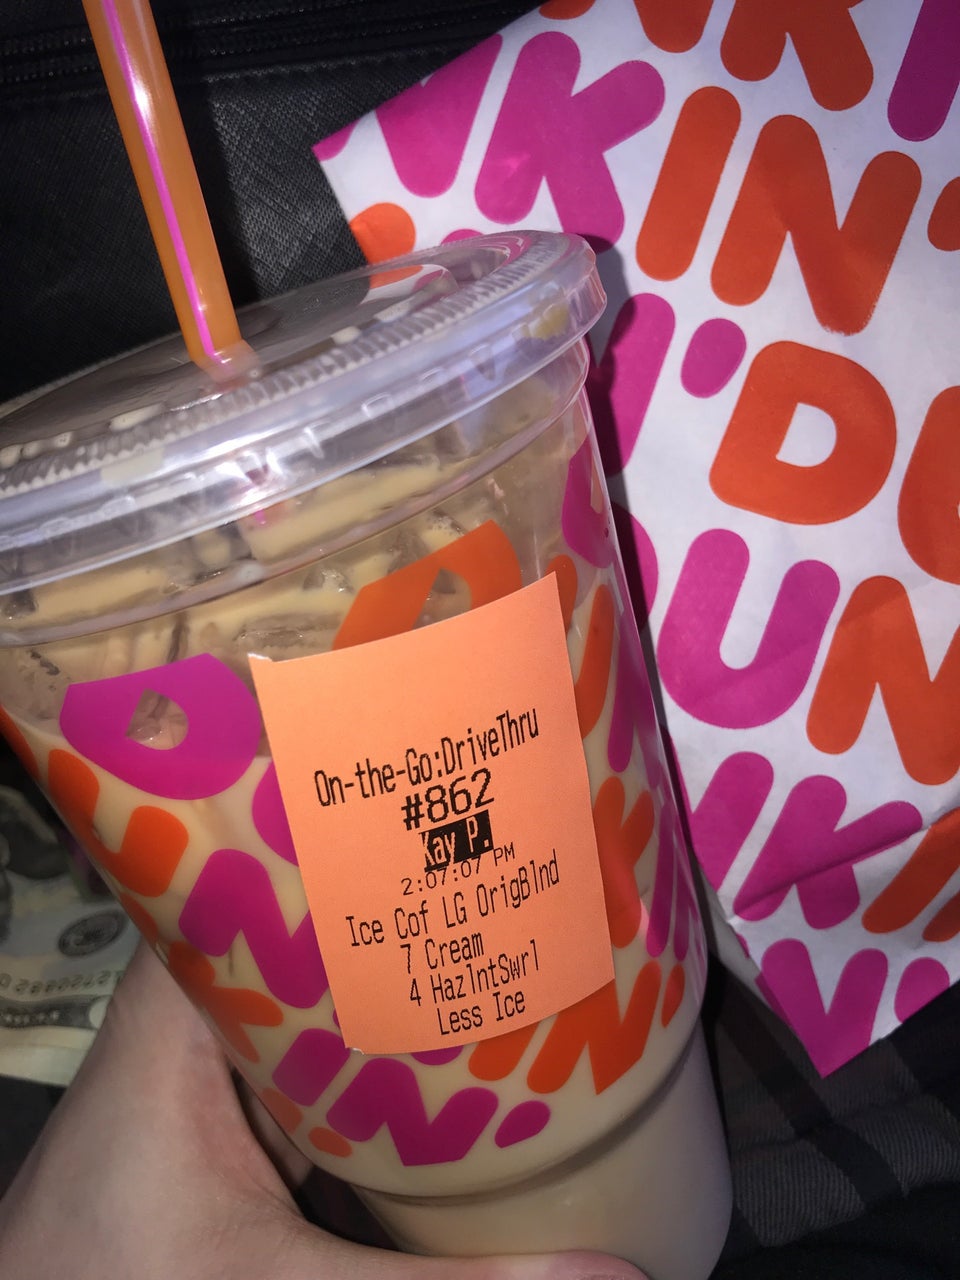 On-the-Go:DriveThru
#862
Kay P.
2:07:07 PM
Ice Cof LG OrigBlnd
7 Cream
4 HazlntSwrl
Less Ice
DUNKIN'